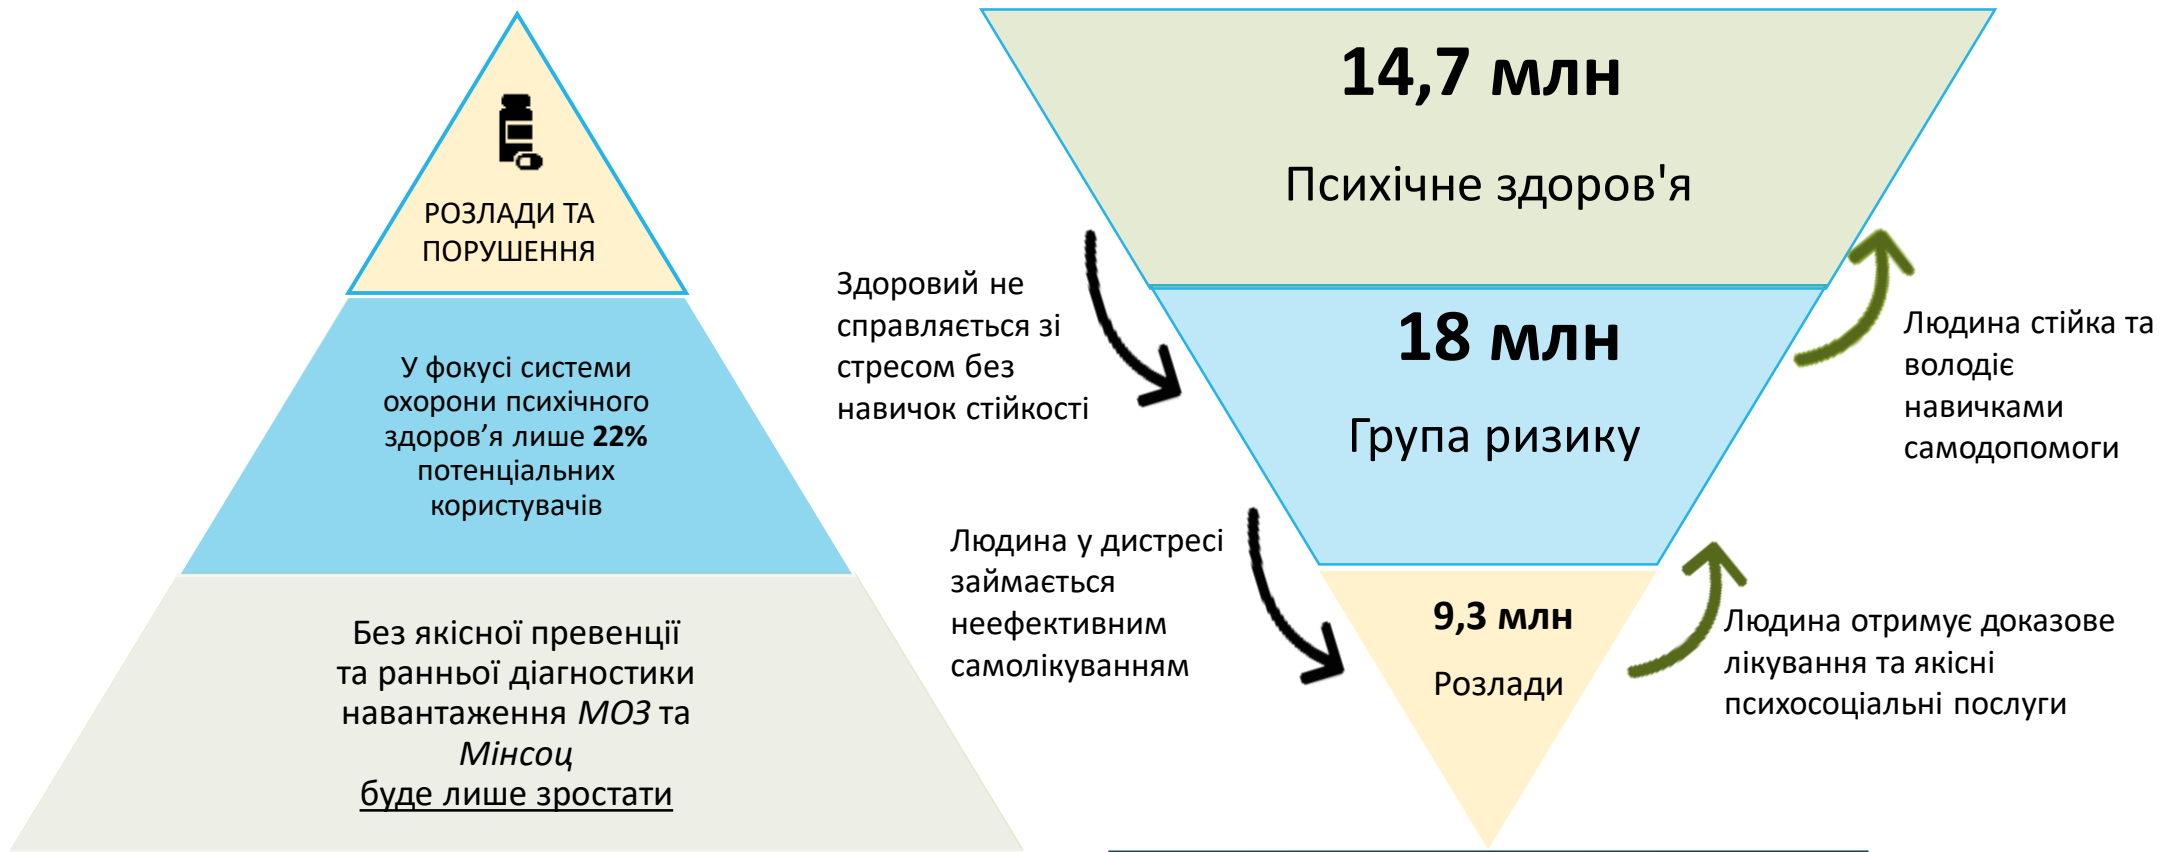 РОЗЛАДИ ТА
ПОРУШЕННЯ
У фокусі системи
охорони психічного
здоров’я лише 22%
потенціальних
користувачів
Без якісної превенції
та ранньої діагностики
навантаження МОЗ та
Мінсоц
буде лише зростати
14,7 млн
Психічне здоров'я
Здоровий не
справляється зі
стресом без
навичок стійкості
18 млн
Група ризику
Людина стійка та
володіє
навичками
самодопомоги
Людина у дистресі
займається
неефективним
самолікуванням
9,3 млн
Розлади
Людина отримує доказове
лікування та якісні
психосоціальні послуги